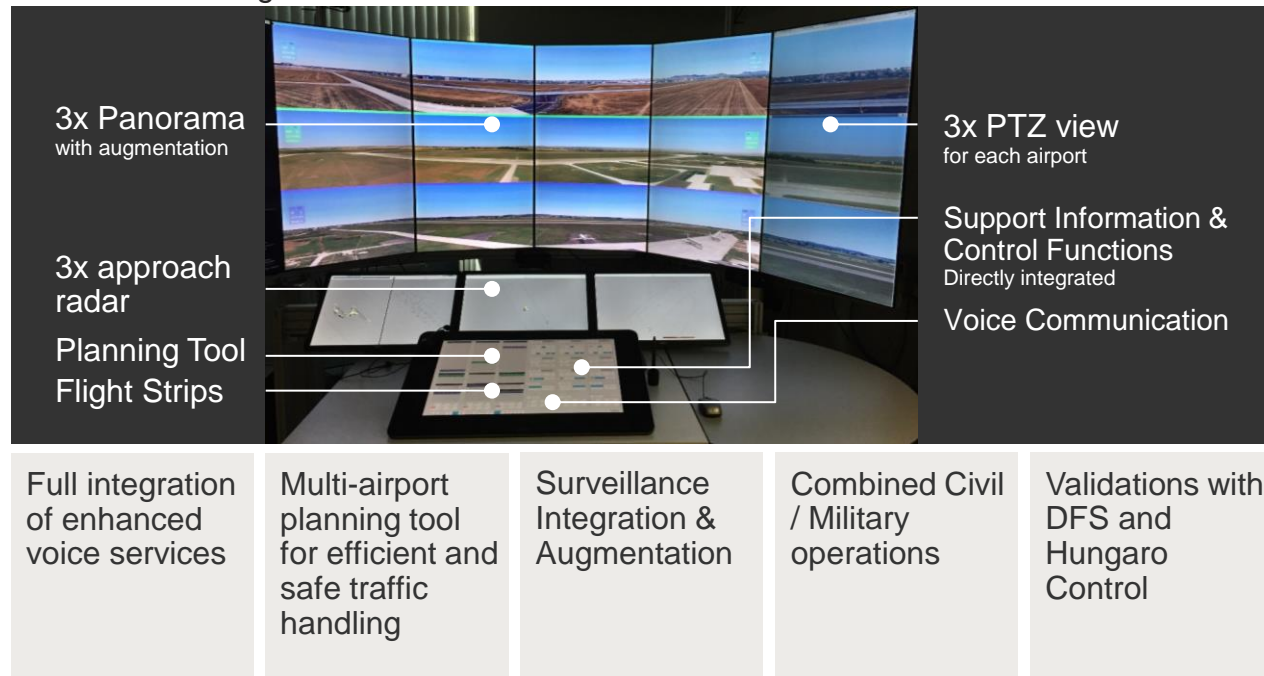 3x Panorama
with augmentation
3x approach
radar
Planning Tool
Flight Strips
3x PTZ view
for each airport
Support Information &
Control Functions
Directly integrated
Voice Communication
Full integration
of enhanced
voice services
Multi-airport
planning tool
for efficient and
safe traffic
handling
Surveillance
Integration &
Augmentation
Combined Civil
/ Military
operations
Validations with
DFS and
Hungaro
Control